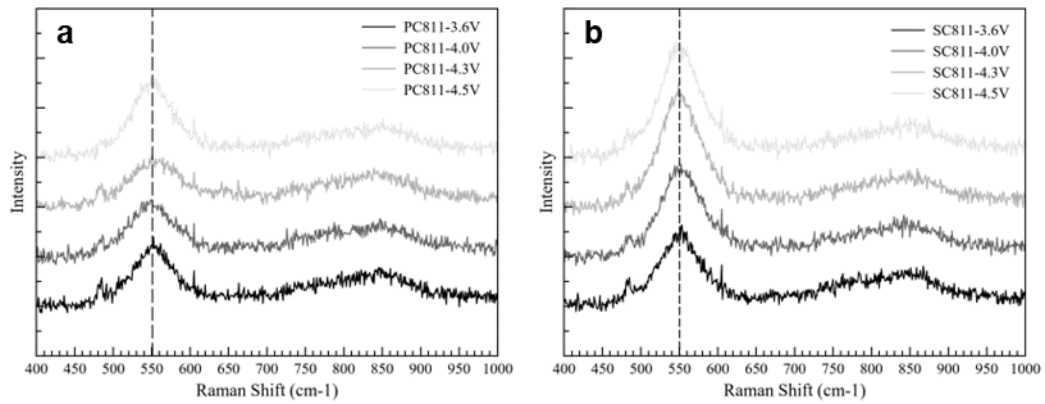 a
PC811-3.6V
PC811-4.0V
PC811-4.3V
PC811-4.5V
Intensity
400 450 500 550 600 650 700 750 800 850 900 950 1000
Raman Shift (cm-1)
b
SC811-3.6V
SC811-4.0V
SC811-4.3V
SC811-4.5V
Intensity
400 450 500 550 600 650 700 750 800 850 900 950 1000
Raman Shift (cm-1)